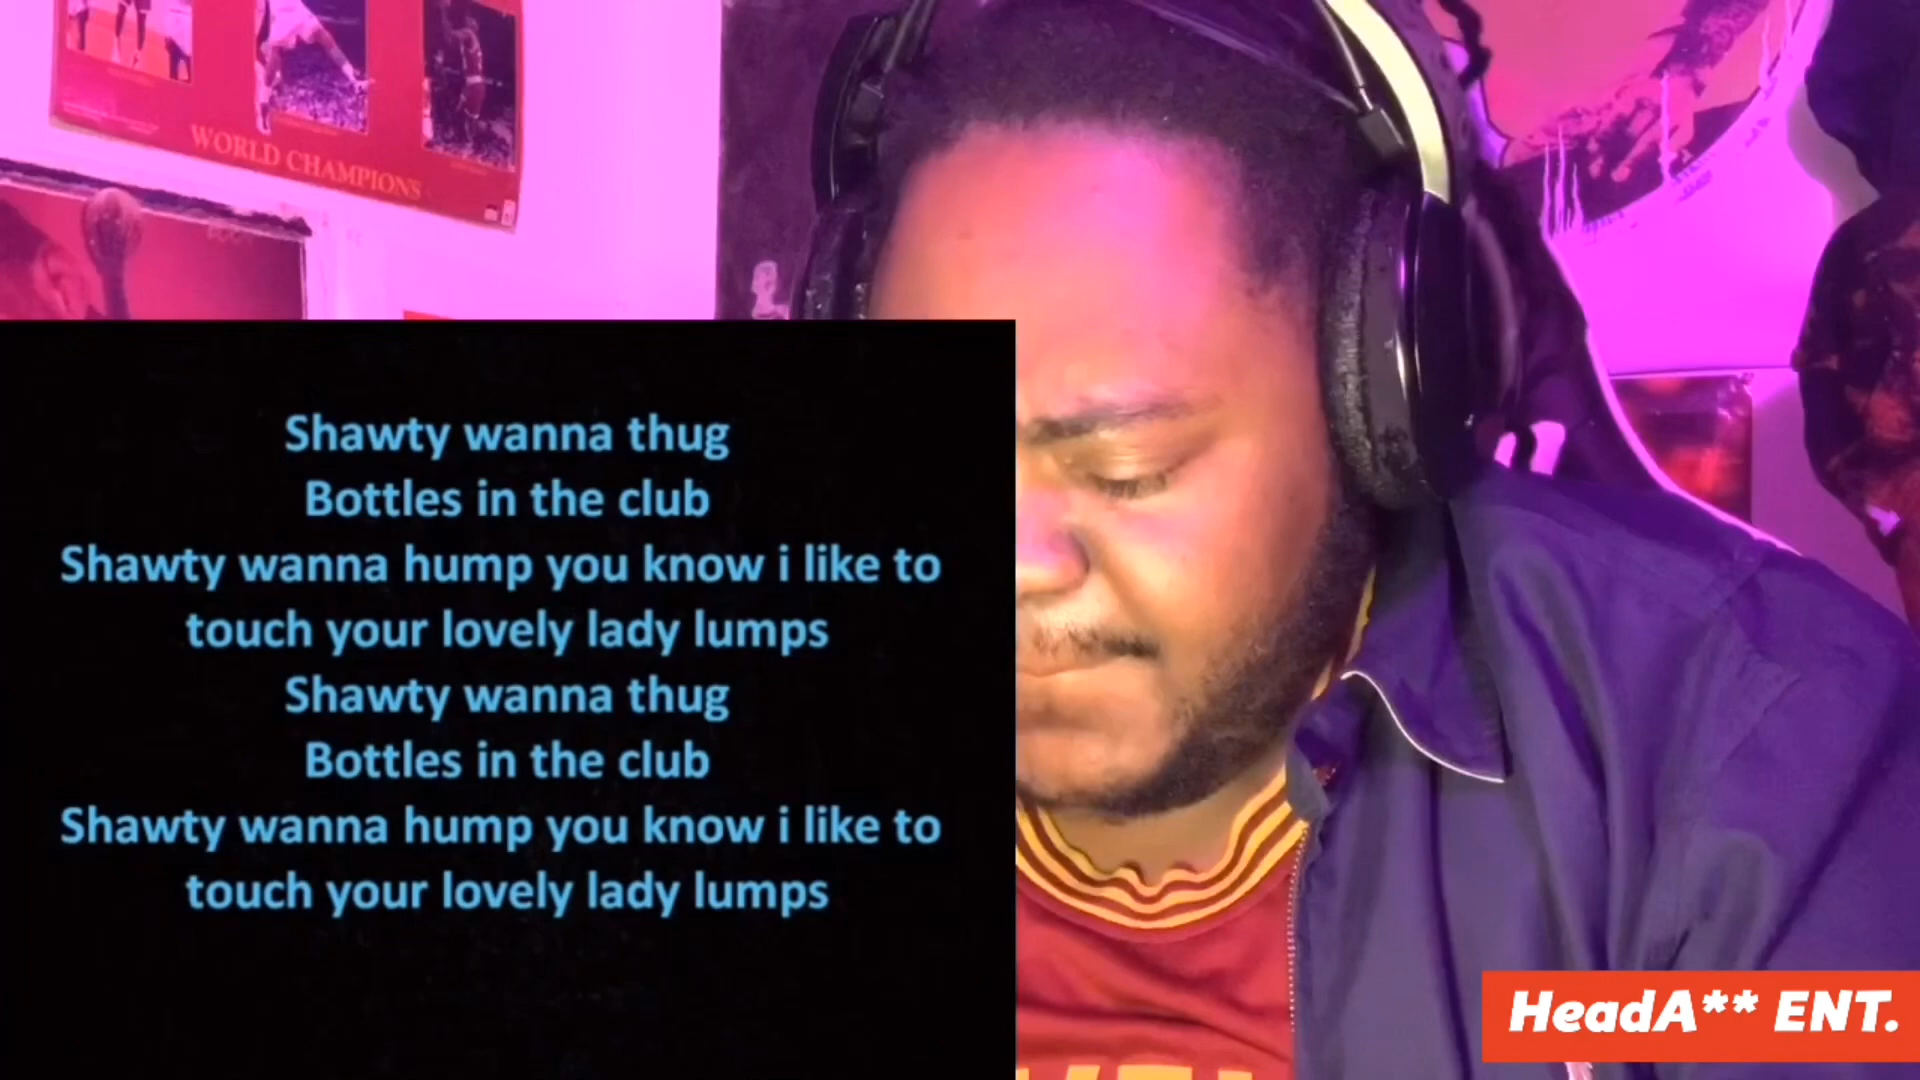 WORLD CHAMPIONS
Shawty wanna thug
Bottles in the club
Shawty wanna hump you know i like to
touch your lovely lady lumps
Shawty wanna thug
Bottles in the club
Shawty wanna hump you know i like to
touch your lovely lady lumps
HeadA** ENT.